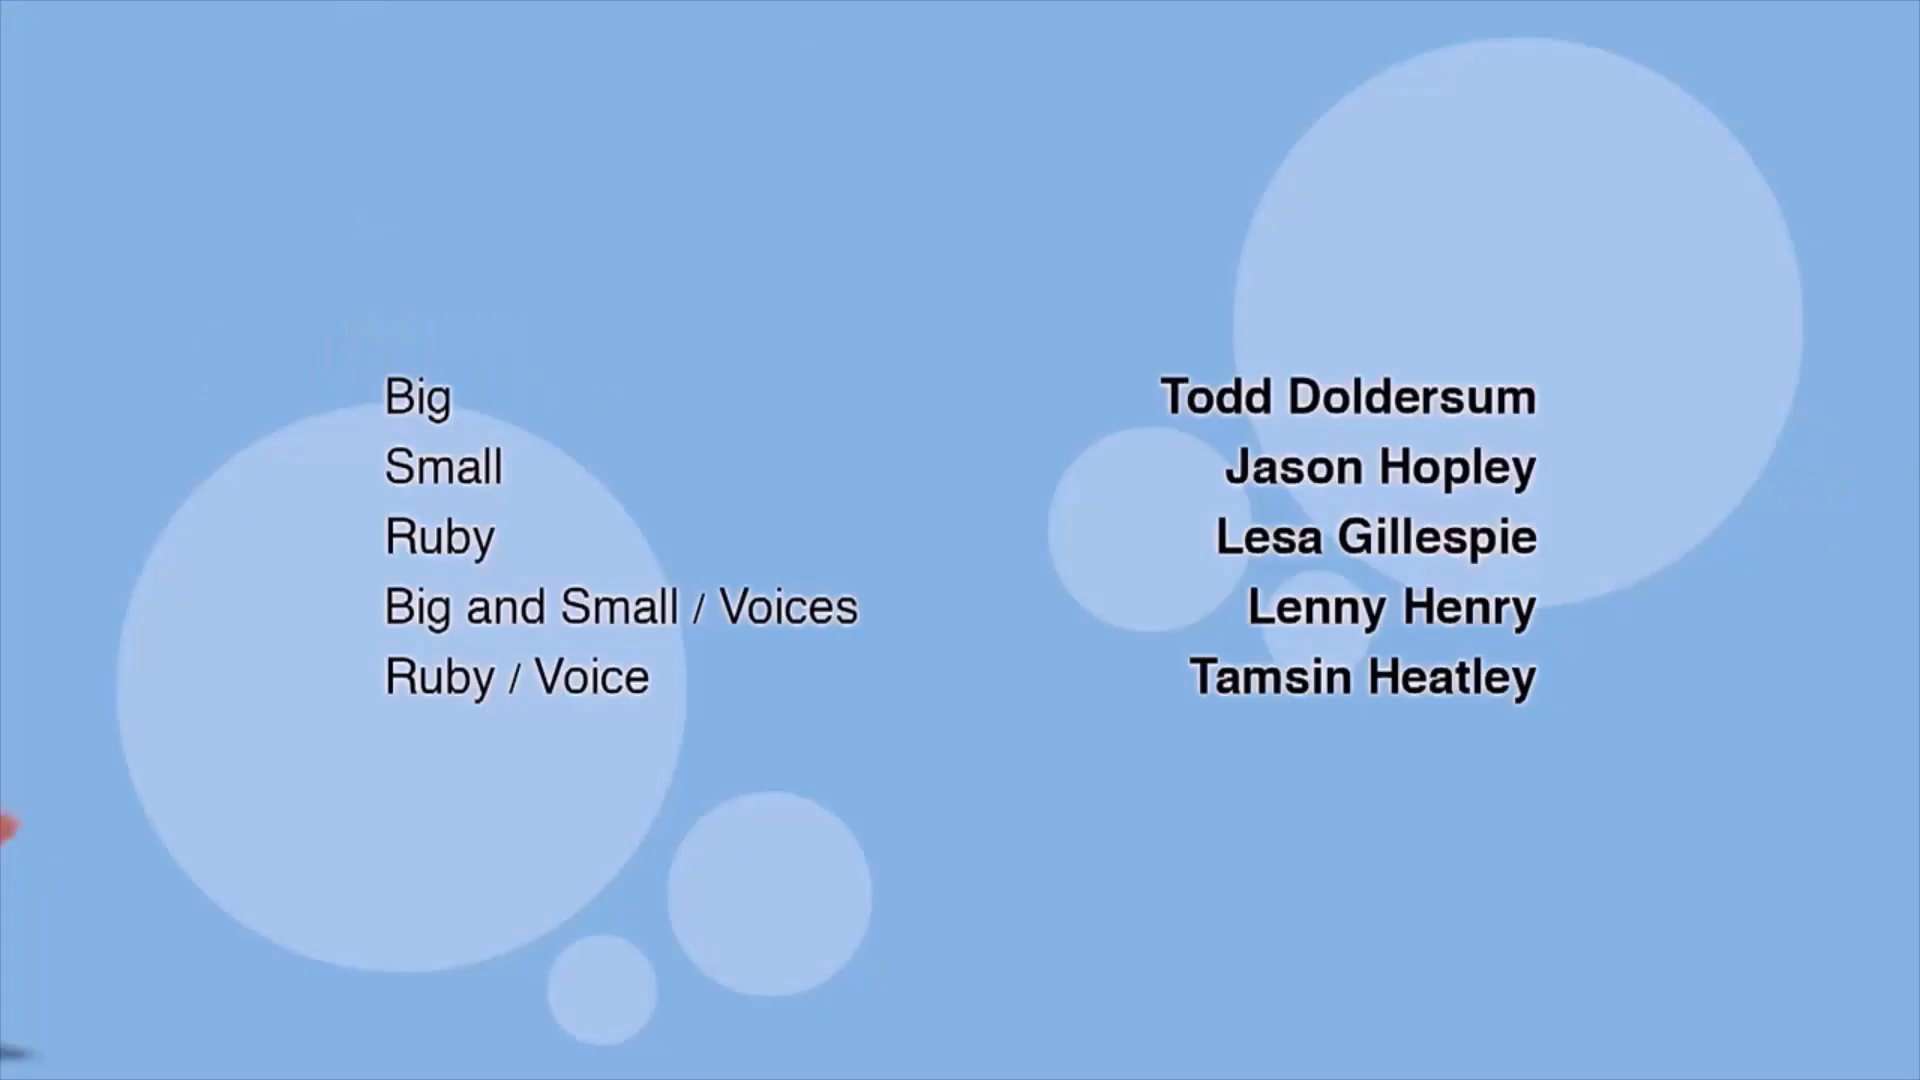 Big Todd Doldersum
Small Jason Hopley
Ruby Lesa Gillespie
Big and Small / Voices Lenny Henry
Ruby / Voice Tamsin Heatley